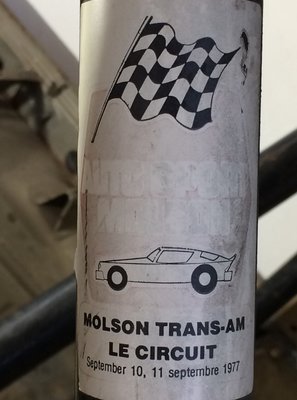 MOLSON TRANS-AM
LE CIRCUIT
September 10, 11 septembre 1977